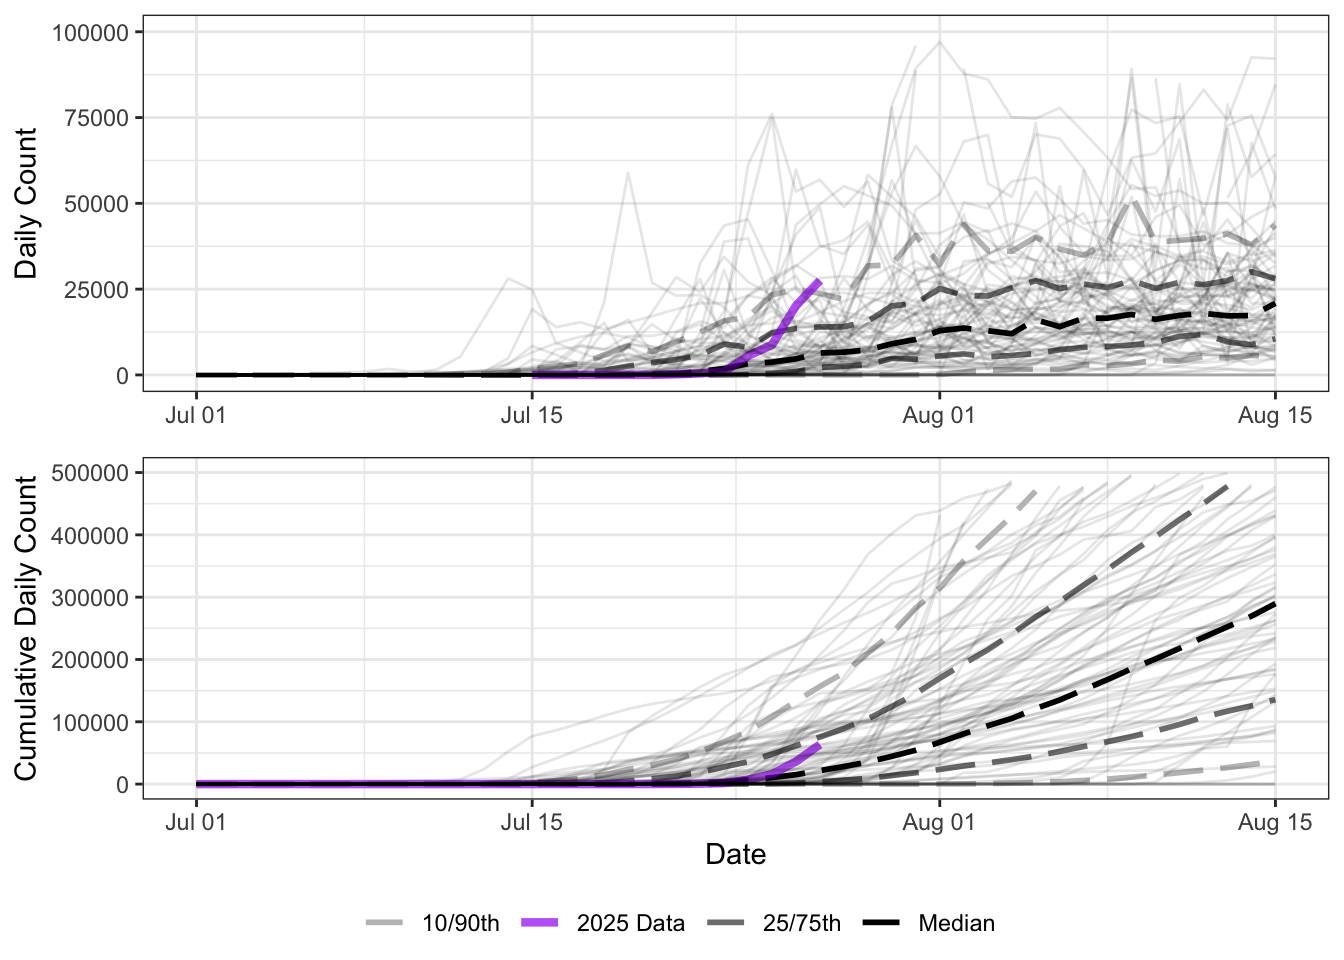 Daily Count
100000
75000
50000
25000
0
Jul 01 Jul 15 Aug 01 Aug 15
Cumulative Daily Count
500000
400000
300000
200000
100000
0
Jul 01 Jul 15 Aug 01 Aug 15
Date
10/90th 2025 Data 25/75th Median